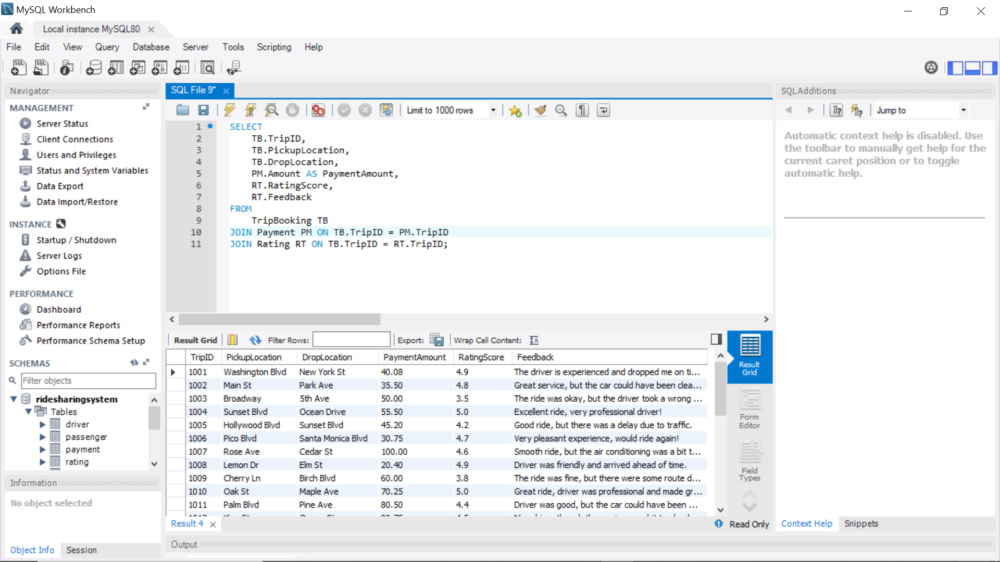 MySQL Workbench
Local instance MySQL80
File Edit View Query Database Server Tools Scripting Help
Navigator
MANAGEMENT
Server Status
Client Connections
Users and Privileges
Status and System Variables
Data Export
Data Import/Restore
INSTANCE
Startup / Shutdown
Server Logs
Options File
PERFORMANCE
Dashboard
Performance Reports
Performance Schema Setup
SCHEMAS
Filter objects
ridesharingsystem
Tables
driver
passenger
payment
rating
Information
No object selected
Object Info Session
SQL File 9*
Limit to 1000 rows
1 SELECT
2 TB.TripID,
3 TB.PickupLocation,
4 TB.DropLocation,
5 PM.Amount AS PaymentAmount,
6 RT.RatingScore,
7 RT.Feedback
8 FROM
9 TripBooking TB
10 JOIN Payment PM ON TB.TripID = PM.TripID
11 JOIN Rating RT ON TB.TripID = RT.TripID;
Result Grid Filter Rows: Export: Wrap Cell Content:
TripID PickupLocation DropLocation PaymentAmount RatingScore Feedback
1001 Washington Blvd New York St 40.08 4.9 The driver is experienced and dropped me on ti...
1002 Main St Park Ave 35.50 4.8 Great service, but the car could have been clea...
1003 Broadway 5th Ave 50.00 3.5 The ride was okay, but the driver took a wrong ...
1004 Sunset Blvd Ocean Drive 55.50 5.0 Excellent ride, very professional driver!
1005 Hollywood Blvd Sunset Blvd 45.20 4.2 Good ride, but there was a delay due to traffic.
1006 Pico Blvd Santa Monica Blvd 30.75 4.7 Very pleasant experience, would ride again!
1007 Rose Ave Cedar St 100.00 4.6 Smooth ride, but the air conditioning was a bit t...
1008 Lemon Dr Elm St 20.40 4.9 Driver was friendly and arrived ahead of time.
1009 Cherry Ln Birch Blvd 60.00 3.8 The ride was fine, but there were some route d...
1010 Oak St Maple Ave 70.25 5.0 Great ride, driver was professional and made gr...
1011 Palm Blvd Pine Ave 80.50 4.4 Driver was good, but the car could have been ...
Result Grid
Form Editor
Field Types
Result 4
Read Only
Output
SQLAdditions
Jump to
Automatic context help is disabled. Use
the toolbar to manually get help for the
current caret position or to toggle
automatic help.
Context Help Snippets